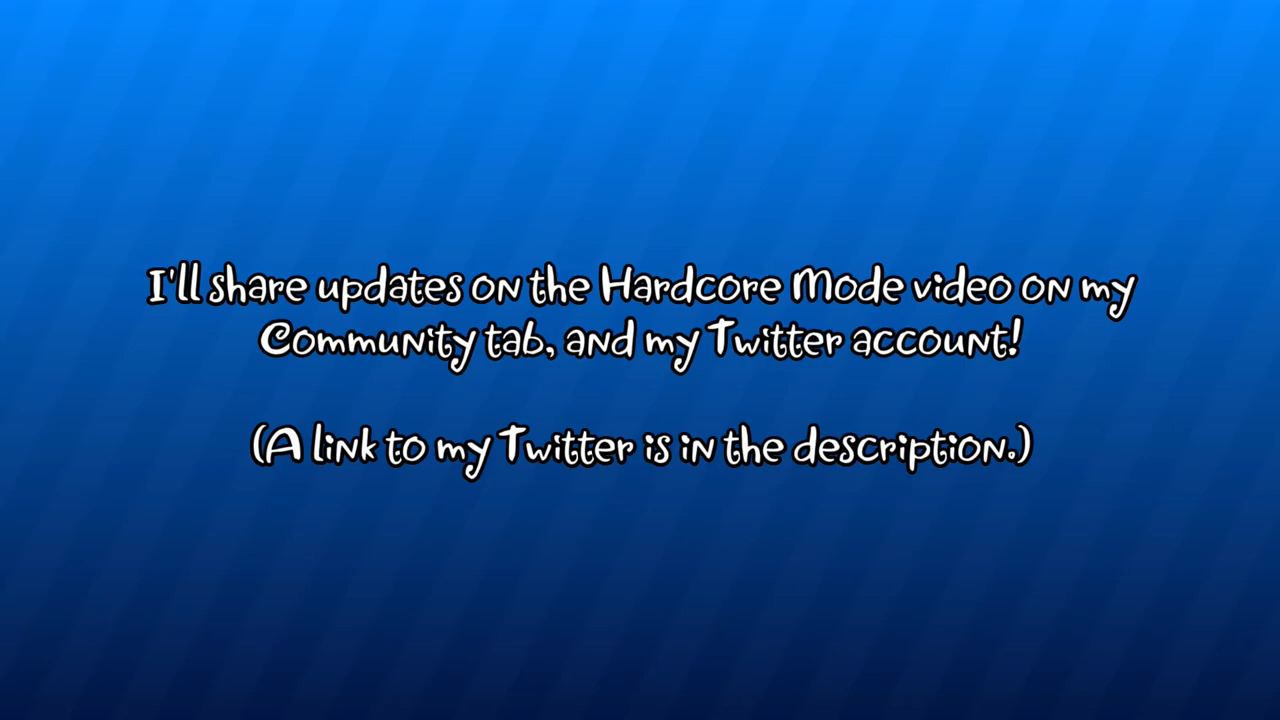 I'll share updates on the Hardcore Mode video on my
Community tab, and my Twitter account!
(A link to my Twitter is in the description.)